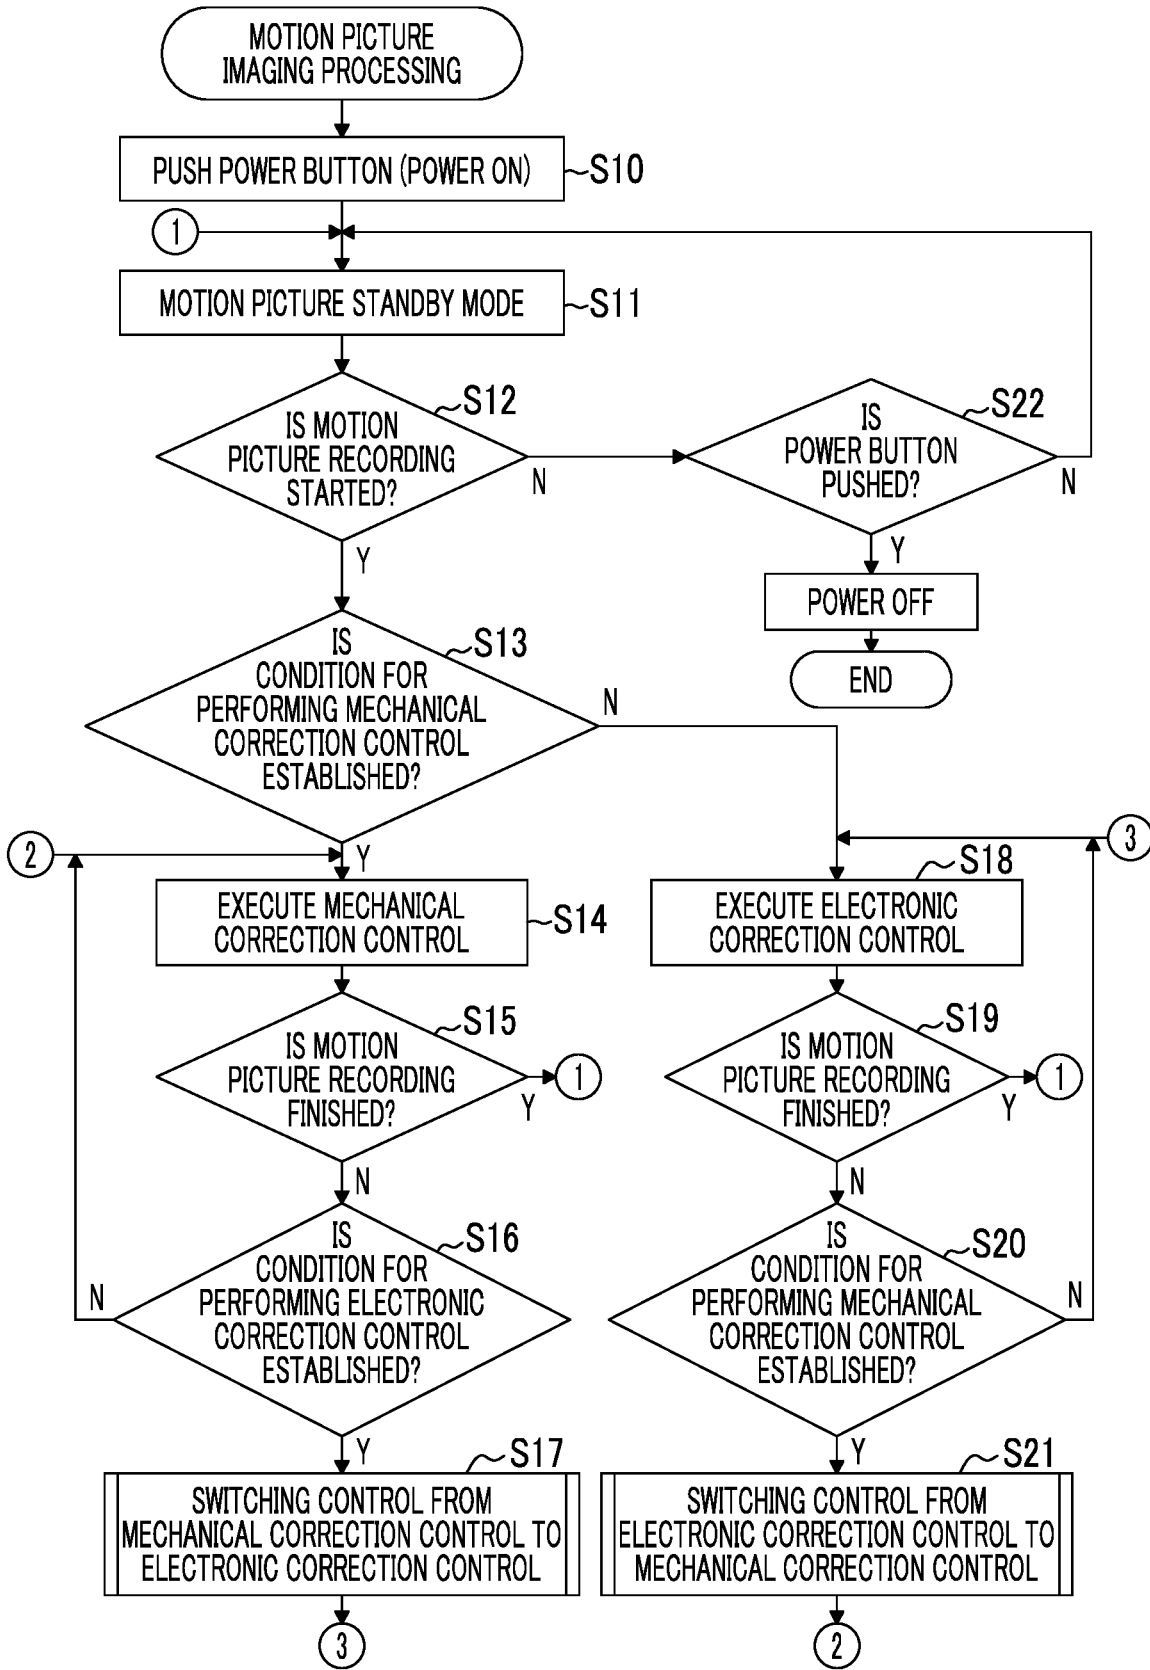 MOTION PICTURE
IMAGING PROCESSING
PUSH POWER BUTTON (POWER ON)
S10
1
MOTION PICTURE STANDBY MODE
S11
S12
IS MOTION
PICTURE RECORDING
STARTED?
N
Y
S22
IS
POWER BUTTON
PUSHED?
N
Y
POWER OFF
END
S13
IS
CONDITION FOR
PERFORMING MECHANICAL
CORRECTION CONTROL
ESTABLISHED?
N
Y
2
3
EXECUTE MECHANICAL
CORRECTION CONTROL
S14
S18
EXECUTE ELECTRONIC
CORRECTION CONTROL
S15
IS MOTION
PICTURE RECORDING
FINISHED?
Y
1
N
S19
IS MOTION
PICTURE RECORDING
FINISHED?
Y
1
N
S16
IS
CONDITION FOR
PERFORMING ELECTRONIC
CORRECTION CONTROL
ESTABLISHED?
N
Y
S20
IS
CONDITION FOR
PERFORMING MECHANICAL
CORRECTION CONTROL
ESTABLISHED?
N
Y
S17
SWITCHING CONTROL FROM
MECHANICAL CORRECTION CONTROL TO
ELECTRONIC CORRECTION CONTROL
3
S21
SWITCHING CONTROL FROM
ELECTRONIC CORRECTION CONTROL TO
MECHANICAL CORRECTION CONTROL
2